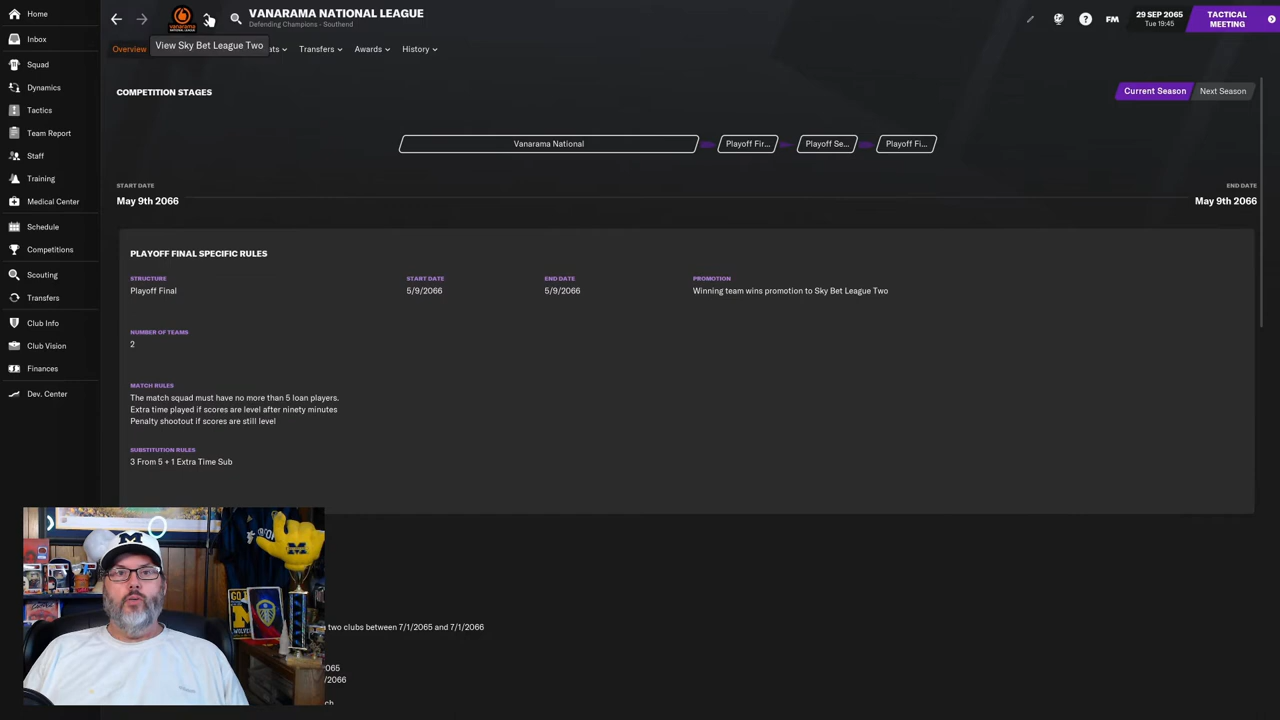 Home
VANARAMA NATIONAL LEAGUE
Defending Champions - Southend
29 SEP 2065
Tue 19:45
TACTICAL
MEETING
FM
View Sky Bet League Two
Overview
Transfers
Awards
History
Inbox
Squad
Dynamics
Tactics
Team Report
Staff
Training
Medical Center
Schedule
Competitions
Scouting
Transfers
Club Info
Club Vision
Finances
Dev. Center
COMPETITION STAGES
Current Season
Next Season
Vanarama National
Playoff Fir...
Playoff Se...
Playoff Fi...
START DATE
May 9th 2066
END DATE
May 9th 2066
PLAYOFF FINAL SPECIFIC RULES
STRUCTURE
Playoff Final
START DATE
5/9/2066
END DATE
5/9/2066
PROMOTION
Winning team wins promotion to Sky Bet League Two
NUMBER OF TEAMS
2
MATCH RULES
The match squad must have no more than 5 loan players.
Extra time played if scores are level after ninety minutes
Penalty shootout if scores are still level
SUBSTITUTION RULES
3 From 5 + 1 Extra Time Sub
two clubs between 7/1/2065 and 7/1/2066